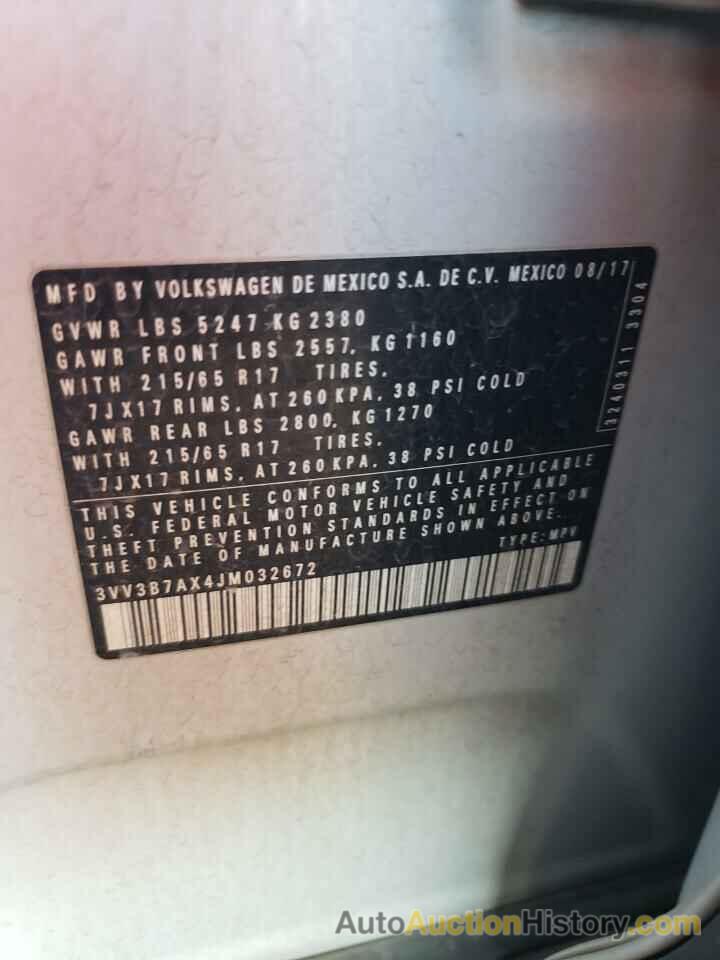 MFD BY VOLKSWAGEN DE MEXICO S.A. DE C.V. MEXICO 08/17
GVWR LBS 5247 KG 2380
GAWR FRONT LBS 2557, KG 1160
WITH 215/65 R17 TIRES,
7JX17 RIMS, AT 260 KPA, 38 PSI COLD
GAWR REAR LBS 2800, KG 1270
WITH 215/65 R17 TIRES,
7JX17 RIMS, AT 260 KPA, 38 PSI COLD
3240311 3304
THIS VEHICLE CONFORMS TO ALL APPLICABLE
U.S. FEDERAL MOTOR VEHICLE SAFETY AND
THEFT PREVENTION STANDARDS IN EFFECT ON
THE DATE OF MANUFACTURE SHOWN ABOVE.
TYPE: MPV
3VV3B7AX4JM032672
AutoAuctionHistory.com